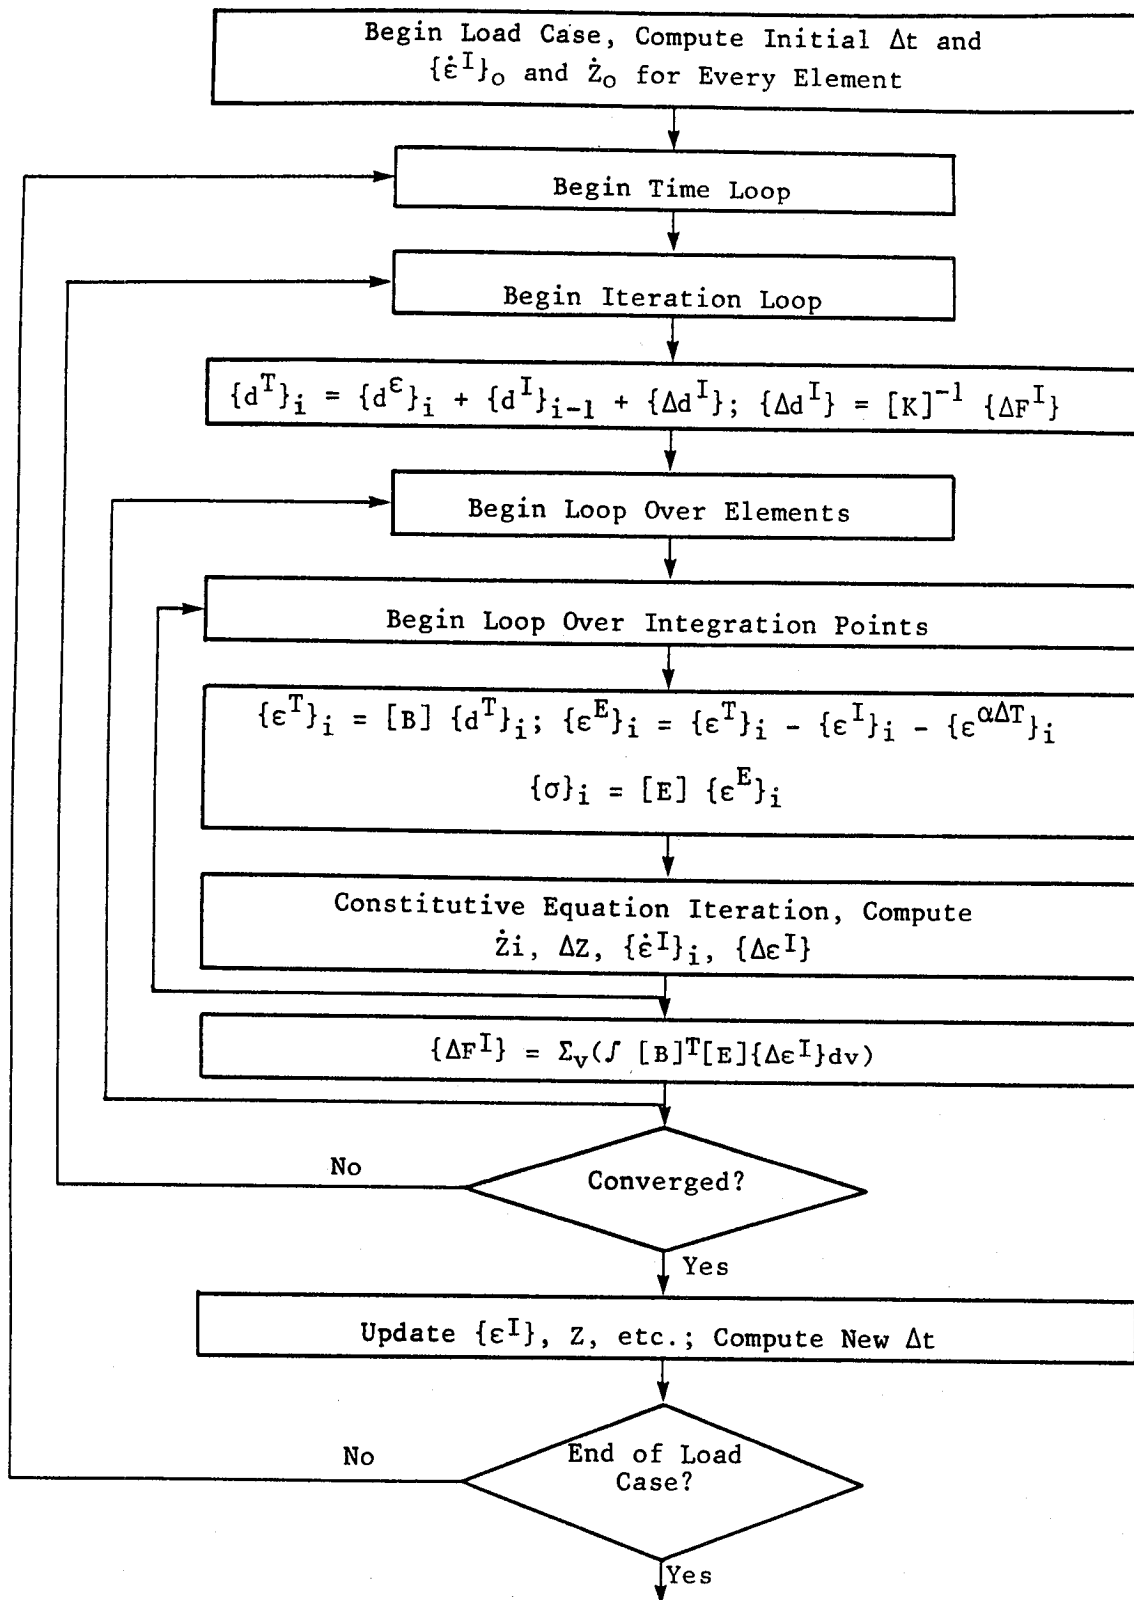 Begin Load Case, Compute Initial Δt and
{ε̇ᴵ}ₒ and Żₒ for Every Element
Begin Time Loop
Begin Iteration Loop
{dᵀ}ᵢ = {d^ε}ᵢ + {dᴵ}ᵢ₋₁ + {Δdᴵ}; {Δdᴵ} = [K]⁻¹ {ΔFᴵ}
Begin Loop Over Elements
Begin Loop Over Integration Points
{εᵀ}ᵢ = [B] {dᵀ}ᵢ; {εᴱ}ᵢ = {εᵀ}ᵢ - {εᴵ}ᵢ - {ε^αΔT}ᵢ
{σ}ᵢ = [E] {εᴱ}ᵢ
Constitutive Equation Iteration, Compute
Żi, ΔZ, {ε̇ᴵ}ᵢ, {Δεᴵ}
{ΔFᴵ} = Σᵥ(∫ [B]ᵀ[E]{Δεᴵ}dv)
Converged?
No
Yes
Update {εᴵ}, Z, etc.; Compute New Δt
End of Load
Case?
No
Yes